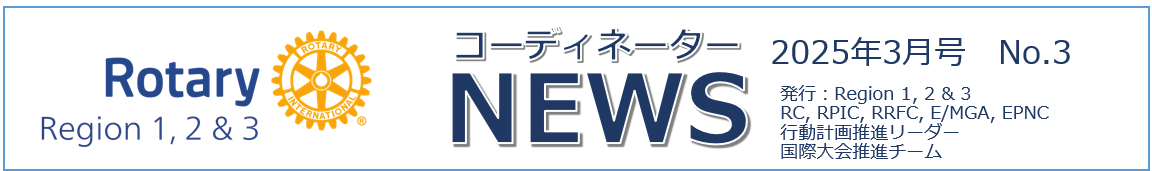 Rotary
Region 1, 2 & 3
ROTARY
INTERNATIONAL
®
コーディネーター
NEWS
2025年3月号　No.3
発行：Region 1, 2 & 3
RC, RPIC, RRFC, E/MGA, EPNC
行動計画推進リーダー
国際大会推進チーム